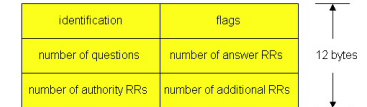 identification flags
number of questions number of answer RRs 12 bytes
number of authority RRs number of additional RRs